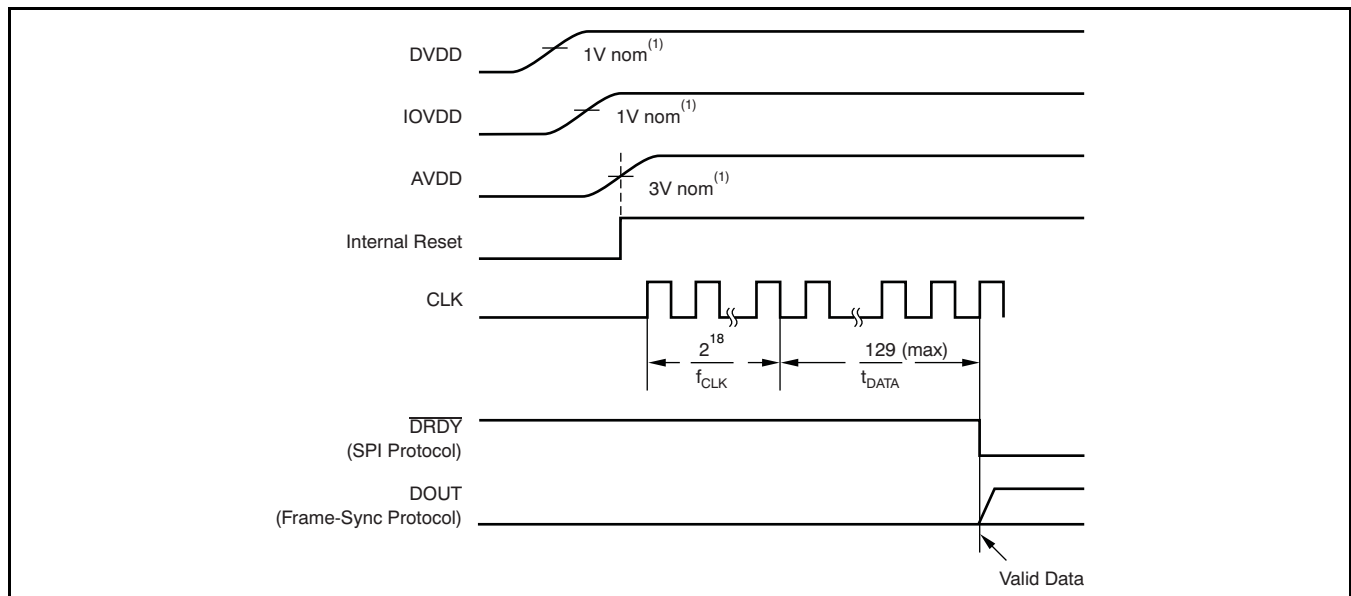 DVDD
1V nom(1)
IOVDD
1V nom(1)
AVDD
3V nom(1)
Internal Reset
CLK
2^18
129 (max)
fCLK
tDATA
DRDY
(SPI Protocol)
DOUT
(Frame-Sync Protocol)
Valid Data